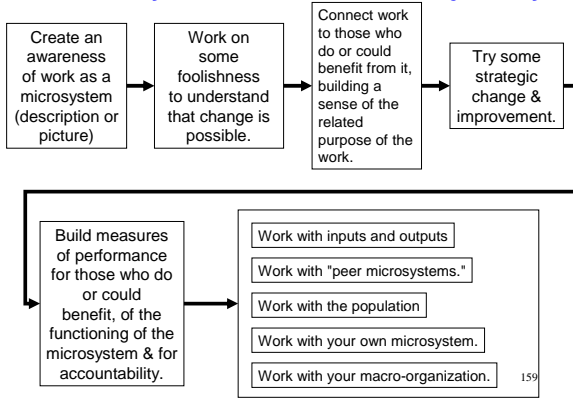 Create an
awareness
of work as a
microsystem
(description or
picture)
Work on
some
foolishness
to understand
that change is
possible.
Connect work
to those who
do or could
benefit from it,
building a
sense of the
related
purpose of the
work.
Try some
strategic
change &
improvement.
Build measures
of performance
for those who do
or could
benefit, of the
functioning of the
microsystem & for
accountability.
Work with inputs and outputs
Work with "peer microsystems."
Work with the population
Work with your own microsystem.
Work with your macro-organization.
159